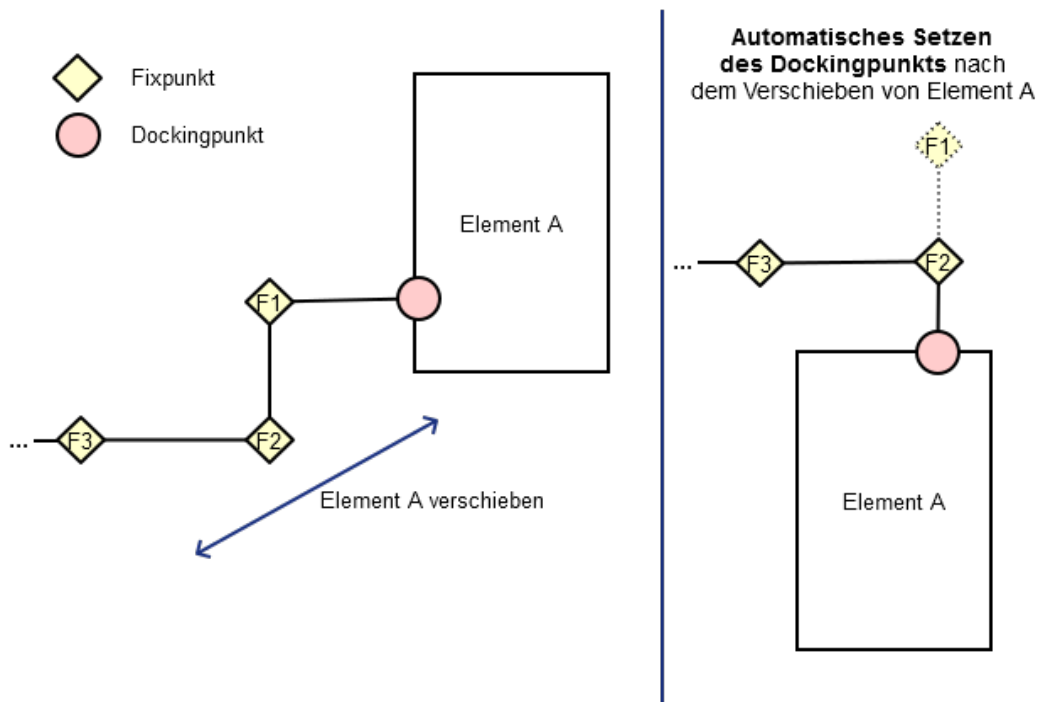 Fixpunkt
Dockingpunkt
Element A
F1
F2
F3
...
Element A verschieben
Automatisches Setzen
des Dockingpunkts nach
dem Verschieben von Element A
F1
... F3
F2
Element A